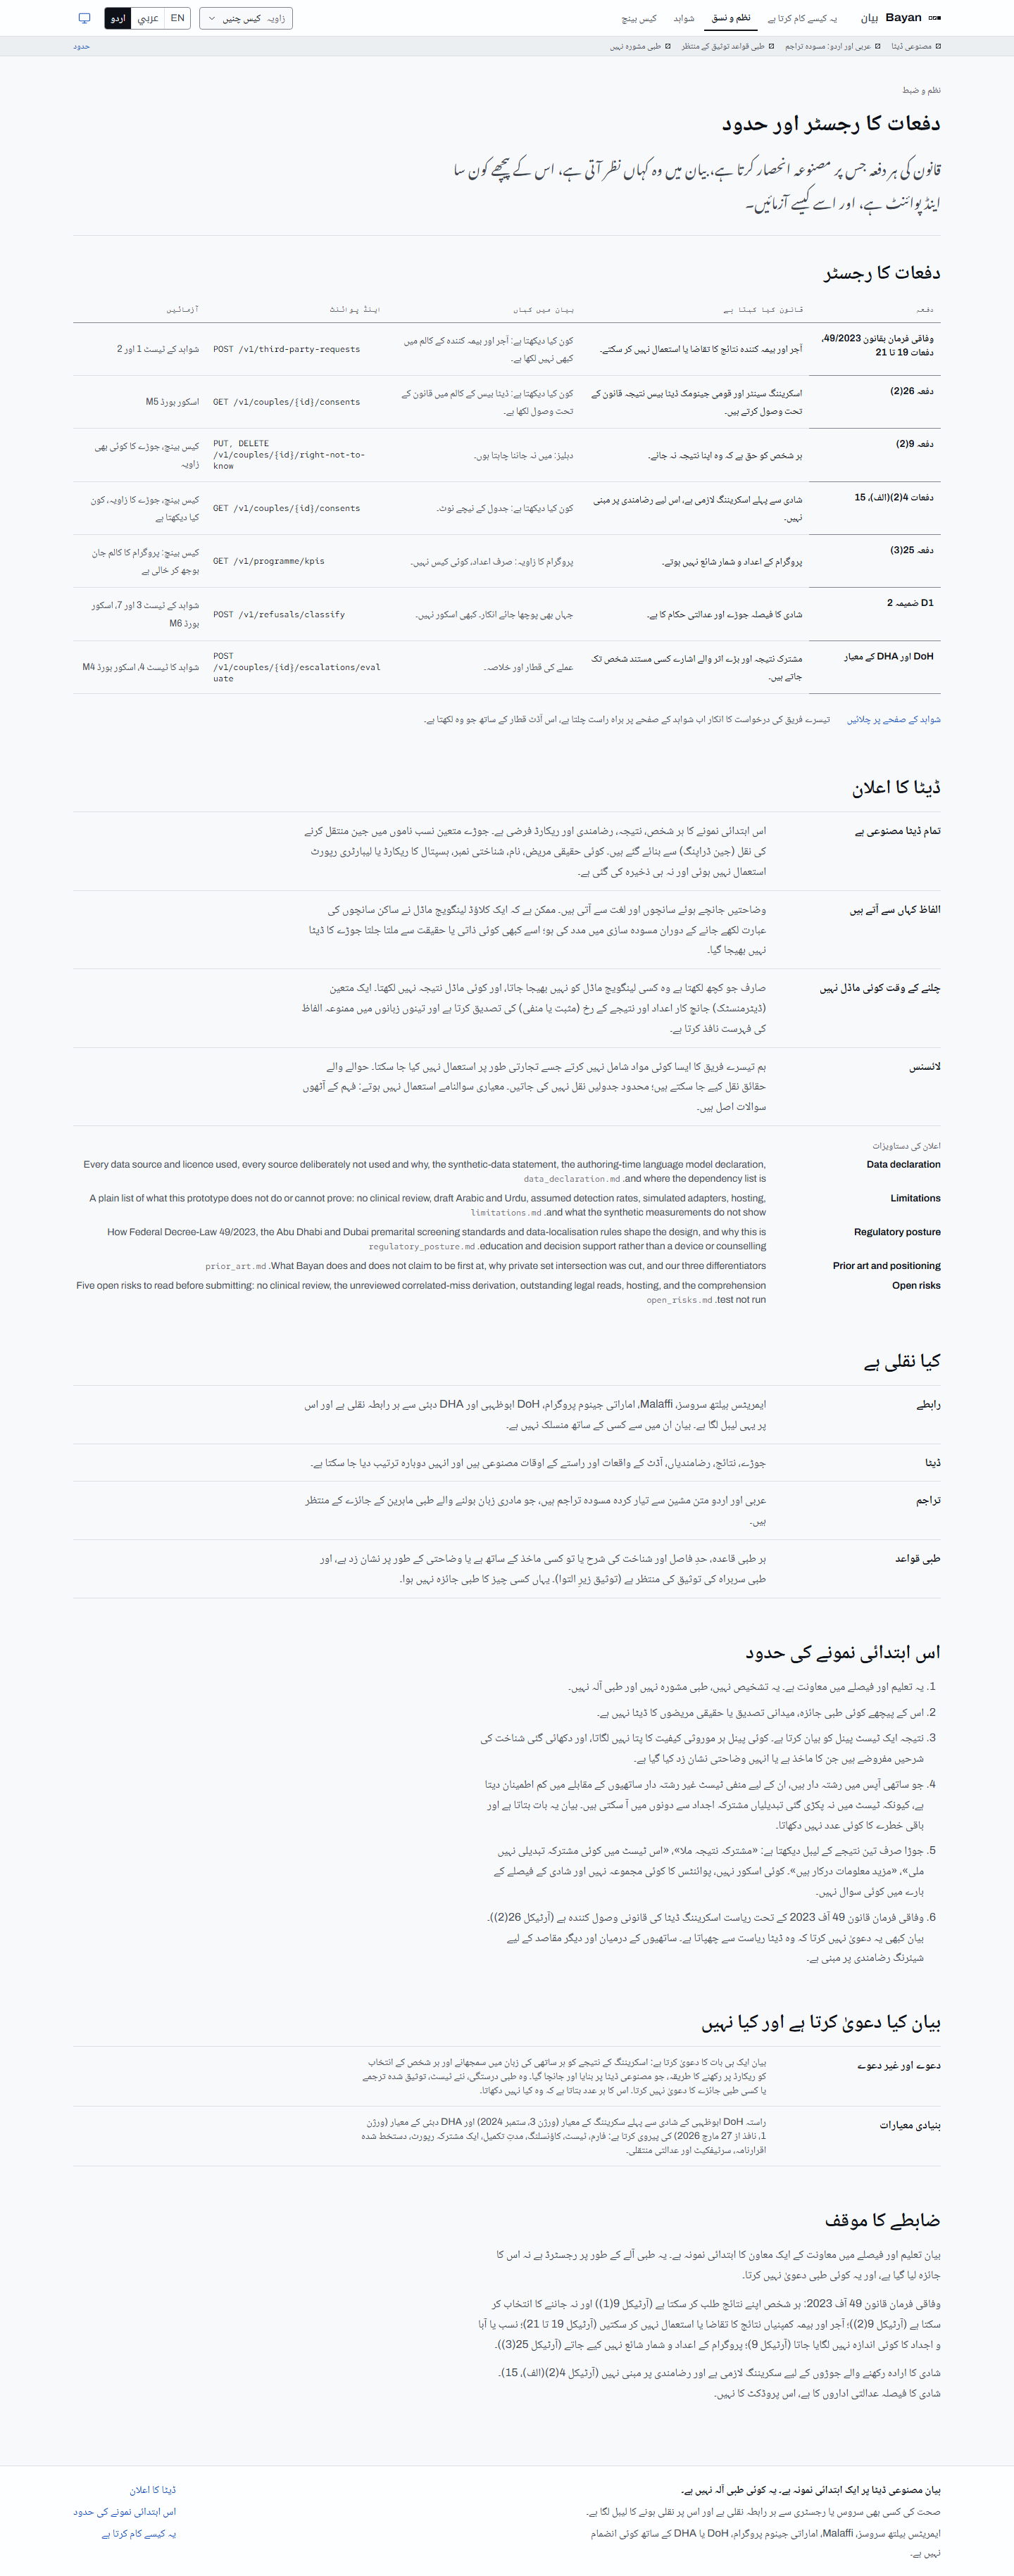 Bayan بیان
یہ کیسے کام کرتا ہے
نظم و نسق
شواہد
کیس بینچ
زاویہ کیس چنیں
EN
عربي
اردو
مصنوعی ڈیٹا
عربی اور اردو: مسودہ تراجم
طبی قواعد توثیق کے منتظر
طبی مشورہ نہیں
حدود
نظم و ضبط
دفعات کا رجسٹر اور حدود
قانون کی ہر دفعہ جس پر مصنوعہ انحصار کرتا ہے، بیان میں وہ کہاں نظر آتی ہے، اس کے پیچھے کون سا
اینڈ پوائنٹ ہے، اور اسے کیسے آزمائیں۔
دفعات کا رجسٹر
دفعہ
قانون کیا کہتا ہے
بیان میں کہاں
اینڈ پوائنٹ
آزمائیں
وفاقی فرمان بقانون 49/2023،
دفعات 19 تا 21
آجر اور بیمہ کنندہ نتائج کا تقاضا یا استعمال نہیں کر سکتے۔
کون کیا دیکھتا ہے: آجر اور بیمہ کنندہ کے کالم میں
کبھی نہیں لکھا ہے۔
POST /v1/third-party-requests
شواہد کے ٹیسٹ 1 اور 2
دفعہ 26(2)
اسکریننگ سینٹر اور قومی جینومک ڈیٹا بیس نتیجہ قانون کے
تحت وصول کرتے ہیں۔
کون کیا دیکھتا ہے: ڈیٹا بیس کے کالم میں قانون کے
تحت وصول لکھا ہے۔
GET /v1/couples/{id}/consents
اسکور بورڈ M5
دفعہ 9(2)
ہر شخص کو حق ہے کہ وہ اپنا نتیجہ نہ جانے۔
دہلیز: میں نہ جاننا چاہتا ہوں۔
PUT, DELETE
/v1/couples/{id}/right-not-to-
know
کیس بینچ، جوڑے کا کوئی بھی
زاویہ
دفعات 4(2)(الف)، 15
شادی سے پہلے اسکریننگ لازمی ہے، اس لیے رضامندی پر مبنی
نہیں۔
کون کیا دیکھتا ہے: جدول کے نیچے نوٹ۔
GET /v1/couples/{id}/consents
کیس بینچ، جوڑے کا زاویہ، کون
کیا دیکھتا ہے
دفعہ 25(3)
پروگرام کے اعداد و شمار شائع نہیں ہوتے۔
پروگرام کا زاویہ: صرف اعداد، کوئی کیس نہیں۔
GET /v1/programme/kpis
کیس بینچ: پروگرام کا کالم جان
بوجھ کر خالی ہے
D1 ضمیمہ 2
شادی کا فیصلہ جوڑے اور عدالتی حکام کا ہے۔
جہاں بھی پوچھا جائے انکار۔ کبھی اسکور نہیں۔
POST /v1/refusals/classify
شواہد کے ٹیسٹ 3 اور 7، اسکور
بورڈ M6
DoH اور DHA کے معیار
مشترک نتیجہ اور بڑے اثر والے اشارے کسی مستند شخص تک
جاتے ہیں۔
عملے کی قطار اور خلاصہ۔
POST
/v1/couples/{id}/escalations/eval
uate
شواہد کا ٹیسٹ 4، اسکور بورڈ M4
شواہد کے صفحے پر چلائیں تیسرے فریق کی درخواست کا انکار اب شواہد کے صفحے پر براہ راست چلتا ہے، اس آڈٹ قطار کے ساتھ جو وہ لکھتا ہے۔
ڈیٹا کا اعلان
تمام ڈیٹا مصنوعی ہے
اس ابتدائی نمونے کا ہر شخص، نتیجہ، رضامندی اور ریکارڈ فرضی ہے۔ جوڑے متعین نسب ناموں میں جین منتقل کرنے
کی نقل (جین ڈراپنگ) سے بنائے گئے ہیں۔ کوئی حقیقی مریض، نام، شناختی نمبر، ہسپتال کا ریکارڈ یا لیبارٹری رپورٹ
استعمال نہیں ہوئی اور نہ ہی ذخیرہ کی گئی ہے۔
الفاظ کہاں سے آتے ہیں
وضاحتیں جانچے ہوئے سانچوں اور لغت سے آتی ہیں۔ ممکن ہے کہ ایک کلاؤڈ لینگویج ماڈل نے ساکن سانچوں کی
عبارت لکھے جانے کے دوران مسودہ سازی میں مدد کی ہو؛ اسے کبھی کوئی ذاتی یا حقیقت سے ملتا جلتا جوڑے کا ڈیٹا
نہیں بھیجا گیا۔
چلنے کے وقت کوئی ماڈل نہیں
صارف جو کچھ لکھتا ہے وہ کسی لینگویج ماڈل کو نہیں بھیجا جاتا، اور کوئی ماڈل نتیجہ نہیں لکھتا۔ ایک متعین
(ڈیٹرمنسٹک) جانچ کار اعداد اور نتیجے کے رخ (مثبت یا منفی) کی تصدیق کرتا ہے اور تینوں زبانوں میں ممنوعہ الفاظ
کی فہرست نافذ کرتا ہے۔
لائسنس
ہم تیسرے فریق کا ایسا کوئی مواد شامل نہیں کرتے جسے تجارتی طور پر استعمال نہیں کیا جا سکتا۔ حوالے والے
حقائق نقل کیے جا سکتے ہیں؛ محدود جدولیں نقل نہیں کی جاتیں۔ معیاری سوالنامے استعمال نہیں ہوتے: فہم کے آٹھوں
سوالات اصل ہیں۔
اعلان کی دستاویزات
Data declaration
Every data source and licence used, every source deliberately not used and why, the synthetic-data statement, the authoring-time language model declaration,
and where the dependency list is. data_declaration.md
Limitations
A plain list of what this prototype does not do or cannot prove: no clinical review, draft Arabic and Urdu, assumed detection rates, simulated adapters, hosting,
and what the synthetic measurements do not show. limitations.md
Regulatory posture
How Federal Decree-Law 49/2023, the Abu Dhabi and Dubai premarital screening standards and data-localisation rules shape the design, and why this is
education and decision support rather than a device or counselling. regulatory_posture.md
Prior art and positioning
What Bayan does and does not claim to be first at, why private set intersection was cut, and our three differentiators. prior_art.md
Open risks
Five open risks to read before submitting: no clinical review, the unreviewed correlated-miss derivation, outstanding legal reads, hosting, and the comprehension
test not run. open_risks.md
کیا نقلی ہے
رابطے
ایمریٹس ہیلتھ سروسز، Malaffi، اماراتی جینوم پروگرام، DoH ابوظہبی اور DHA دبئی سے ہر رابطہ نقلی ہے اور اس
پر یہی لیبل لگا ہے۔ بیان ان میں سے کسی کے ساتھ منسلک نہیں ہے۔
ڈیٹا
جوڑے، نتائج، رضامندیاں، آڈٹ کے واقعات اور راستے کے اوقات مصنوعی ہیں اور انہیں دوبارہ ترتیب دیا جا سکتا ہے۔
تراجم
عربی اور اردو متن مشین سے تیار کردہ مسودہ تراجم ہیں، جو مادری زبان بولنے والے طبی ماہرین کے جائزے کے منتظر
ہیں۔
طبی قواعد
ہر طبی قاعدہ، حدِ فاصل اور شناخت کی شرح یا تو کسی ماخذ کے ساتھ ہے یا وضاحتی کے طور پر نشان زد ہے، اور
طبی سربراہ کی توثیق کی منتظر ہے (توثیق زیرِ التوا)۔ یہاں کسی چیز کا طبی جائزہ نہیں ہوا۔
اس ابتدائی نمونے کی حدود
1. یہ تعلیم اور فیصلے میں معاونت ہے۔ یہ تشخیص نہیں، طبی مشورہ نہیں اور طبی آلہ نہیں۔
2. اس کے پیچھے کوئی طبی جائزہ، میدانی تصدیق یا حقیقی مریضوں کا ڈیٹا نہیں ہے۔
3. نتیجہ ایک ٹیسٹ پینل کو بیان کرتا ہے۔ کوئی پینل ہر موروثی کیفیت کا پتا نہیں لگاتا، اور دکھائی گئی شناخت کی
شرحیں مفروضے ہیں جن کا ماخذ ہے یا انہیں وضاحتی نشان زد کیا گیا ہے۔
4. جو ساتھی آپس میں رشتہ دار ہیں، ان کے لیے منفی ٹیسٹ غیر رشتہ دار ساتھیوں کے مقابلے میں کم اطمینان دیتا
ہے، کیونکہ ٹیسٹ میں نہ پکڑی گئی تبدیلیاں مشترکہ اجداد سے دونوں میں آ سکتی ہیں۔ بیان یہ بات بتاتا ہے اور
باقی خطرے کا کوئی عدد نہیں دکھاتا۔
5. جوڑا صرف تین نتیجے کے لیبل دیکھتا ہے: «مشترکہ نتیجہ ملا»، «اس ٹیسٹ میں کوئی مشترکہ تبدیلی نہیں
ملی»، «مزید معلومات درکار ہیں»۔ کوئی اسکور نہیں، پوائنٹس کا کوئی مجموعہ نہیں اور شادی کے فیصلے کے
بارے میں کوئی سوال نہیں۔
6. وفاقی فرمان قانون 49 آف 2023 کے تحت ریاست اسکریننگ ڈیٹا کی قانونی وصول کنندہ ہے (آرٹیکل 26(2))۔
بیان کبھی یہ دعویٰ نہیں کرتا کہ وہ ڈیٹا ریاست سے چھپاتا ہے۔ ساتھیوں کے درمیان اور دیگر مقاصد کے لیے
شیئرنگ رضامندی پر مبنی ہے۔
بیان کیا دعویٰ کرتا ہے اور کیا نہیں
دعوے اور غیر دعوے
بیان ایک ہی بات کا دعویٰ کرتا ہے: اسکریننگ کے نتیجے کو ہر ساتھی کی زبان میں سمجھانے اور ہر شخص کے انتخاب
کو ریکارڈ پر رکھنے کا طریقہ، جو مصنوعی ڈیٹا پر بنایا اور جانچا گیا۔ وہ طبی درستگی، نئے ٹیسٹ، توثیق شدہ ترجمے
یا کسی طبی جائزے کا دعویٰ نہیں کرتا۔ اس کا ہر عدد بتاتا ہے کہ وہ کیا نہیں دکھاتا۔
بنیادی معیارات
راستہ DoH ابوظہبی کے شادی سے پہلے سکریننگ کے معیار (ورژن 3، ستمبر 2024) اور DHA دبئی کے معیار (ورژن
1، نافذ از 27 مارچ 2026) کی پیروی کرتا ہے: فارم، ٹیسٹ، کاؤنسلنگ، مدتِ تکمیل، ایک مشترکہ رپورٹ، دستخط شدہ
اقرارنامہ، سرٹیفکیٹ اور عدالتی منتقلی۔
ضابطے کا موقف
بیان تعلیم اور فیصلے میں معاونت کے ایک معاون کا ابتدائی نمونہ ہے۔ یہ طبی آلے کے طور پر رجسٹرڈ ہے نہ اس کا
جائزہ لیا گیا ہے، اور یہ کوئی طبی دعویٰ نہیں کرتا۔
وفاقی فرمان قانون 49 آف 2023: ہر شخص اپنے نتائج طلب کر سکتا ہے (آرٹیکل 9(1)) اور نہ جاننے کا انتخاب کر
سکتا ہے (آرٹیکل 9(2))؛ آجر اور بیمہ کمپنیاں نتائج کا تقاضا یا استعمال نہیں کر سکتیں (آرٹیکل 19 تا 21)؛ نسب یا آبا
و اجداد کا کوئی اندازہ نہیں لگایا جاتا (آرٹیکل 9)؛ پروگرام کے اعداد و شمار شائع نہیں کیے جاتے (آرٹیکل 25(3))۔
شادی کا ارادہ رکھنے والے جوڑوں کے لیے سکریننگ لازمی ہے اور رضامندی پر مبنی نہیں (آرٹیکل 4(2)(الف)، 15)۔
شادی کا فیصلہ عدالتی اداروں کا ہے، اس پروڈکٹ کا نہیں۔
بیان مصنوعی ڈیٹا پر ایک ابتدائی نمونہ ہے۔ یہ کوئی طبی آلہ نہیں ہے۔
صحت کی کسی بھی سروس یا رجسٹری سے ہر رابطہ نقلی ہے اور اس پر نقلی ہونے کا لیبل لگا ہے۔
ایمریٹس ہیلتھ سروسز، Malaffi، اماراتی جینوم پروگرام، DoH یا DHA کے ساتھ کوئی انضمام
نہیں ہے۔
ڈیٹا کا اعلان
اس ابتدائی نمونے کی حدود
یہ کیسے کام کرتا ہے